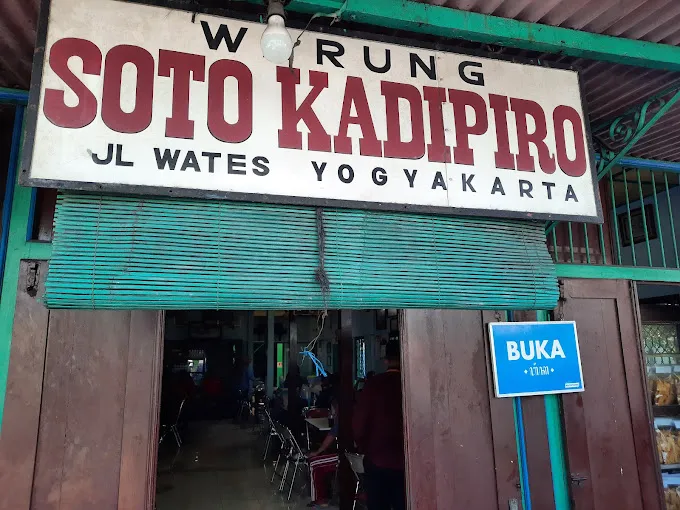 WARUNG
SOTO KADIPIRO
JL WATES YOGYAKARTA
BUKA